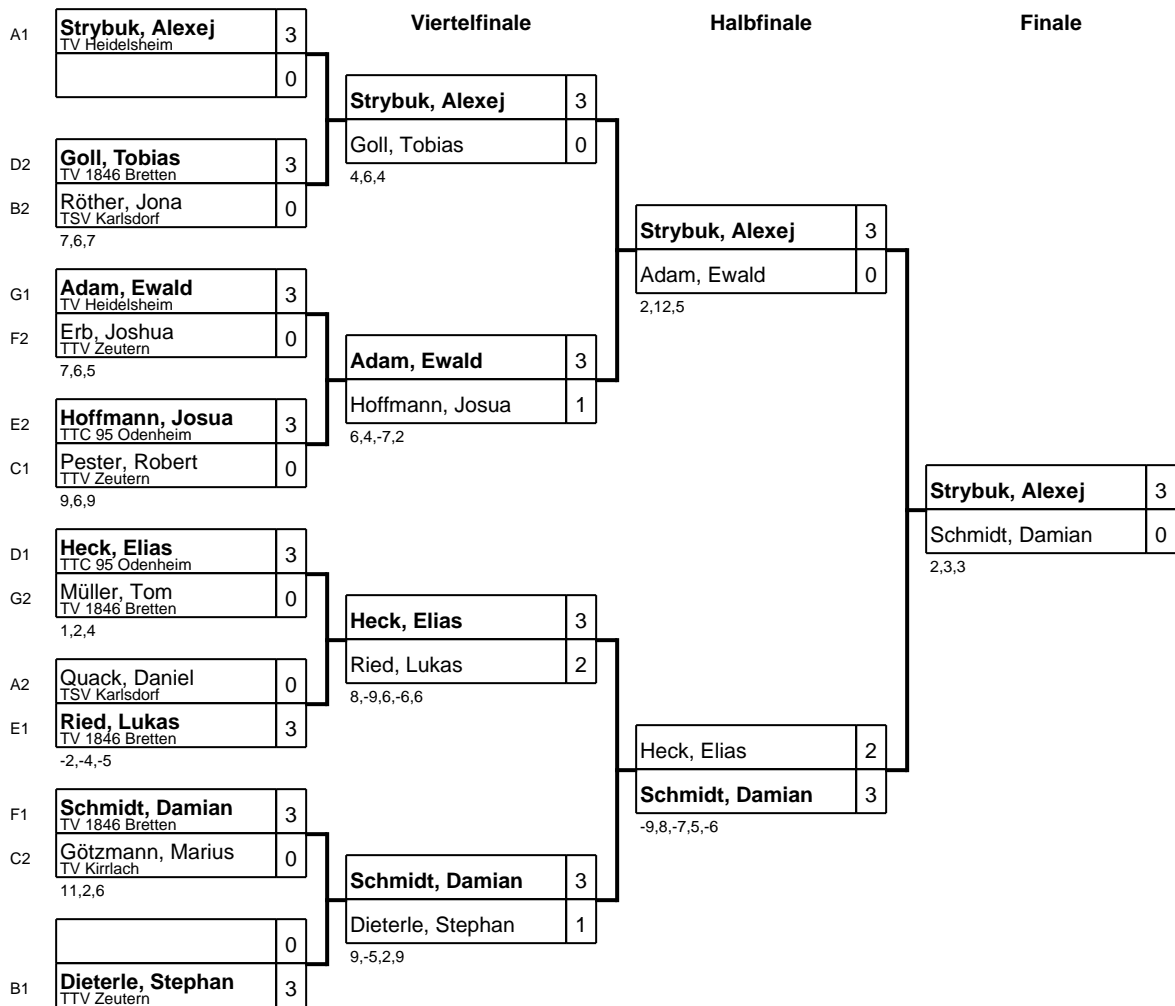 Viertelfinale
Halbfinale
Finale
A1
Strybuk, Alexej 3
TV Heidelsheim
0
D2
Goll, Tobias 3
TV 1846 Bretten
B2
Röther, Jona 0
TSV Karlsdorf
7,6,7
G1
Adam, Ewald 3
TV Heidelsheim
F2
Erb, Joshua 0
TTV Zeutern
7,6,5
E2
Hoffmann, Josua 3
TTC 95 Odenheim
C1
Pester, Robert 0
TTV Zeutern
9,6,9
D1
Heck, Elias 3
TTC 95 Odenheim
G2
Müller, Tom 0
TV 1846 Bretten
1,2,4
A2
Quack, Daniel 0
TSV Karlsdorf
E1
Ried, Lukas 3
TV 1846 Bretten
-2,-4,-5
F1
Schmidt, Damian 3
TV 1846 Bretten
C2
Götzmann, Marius 0
TV Kirrlach
11,2,6
0
B1
Dieterle, Stephan 3
TTV Zeutern
Strybuk, Alexej 3
Goll, Tobias 0
4,6,4
Adam, Ewald 3
Hoffmann, Josua 1
6,4,-7,2
Heck, Elias 3
Ried, Lukas 2
8,-9,6,-6,6
Schmidt, Damian 3
Dieterle, Stephan 1
9,-5,2,9
Strybuk, Alexej 3
Adam, Ewald 0
2,12,5
Heck, Elias 2
Schmidt, Damian 3
-9,8,-7,5,-6
Strybuk, Alexej 3
Schmidt, Damian 0
2,3,3